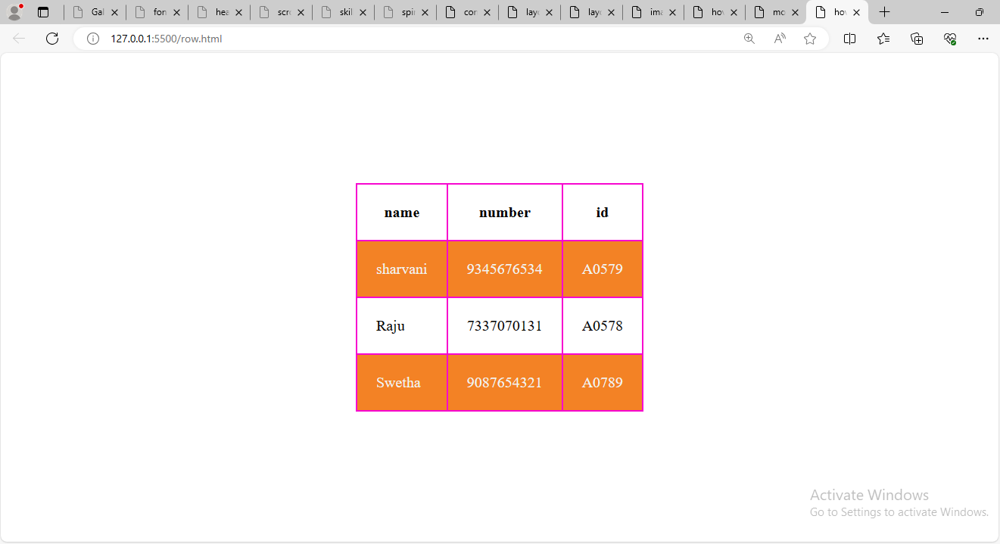 Gal fon hea scr skil spin cor lay lay ima hov mo hov
127.0.0.1:5500/row.html
name number id
sharvani 9345676534 A0579
Raju 7337070131 A0578
Swetha 9087654321 A0789
Activate Windows
Go to Settings to activate Windows.